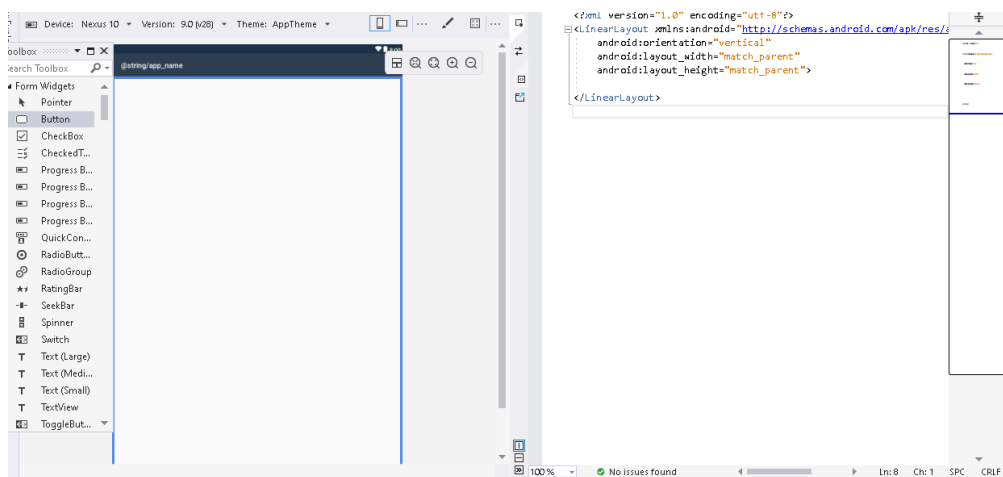 Device: Nexus 10 Version: 9.0 (v28) Theme: AppTheme
oolbox
earch Toolbox
Form Widgets
Pointer
Button
CheckBox
CheckedT...
Progress B...
Progress B...
Progress B...
Progress B...
QuickCon...
RadioButt...
RadioGroup
RatingBar
SeekBar
Spinner
Switch
Text (Large)
Text (Medi...
Text (Small)
TextView
ToggleBut...
@string/app_name
<?xml version="1.0" encoding="utf-8"?>
<LinearLayout xmlns:android="http://schemas.android.com/apk/res/a
android:orientation="vertical"
android:layout_width="match_parent"
android:layout_height="match_parent">
</LinearLayout>
100 % No issues found Ln: 8 Ch: 1 SPC CRLF